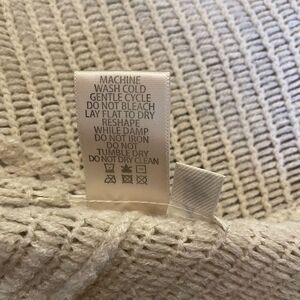 MACHINE
WASH COLD
GENTLE CYCLE
DO NOT BLEACH
LAY FLAT TO DRY
RESHAPE
WHILE DAMP
DO NOT IRON
DO NOT
TUMBLE DRY
DO NOT DRY CLEAN